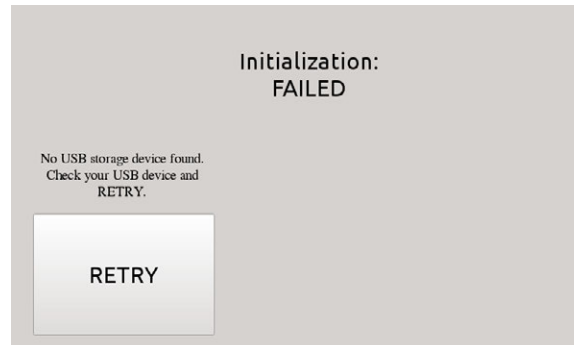 Initialization:
FAILED
No USB storage device found.
Check your USB device and
RETRY.
RETRY